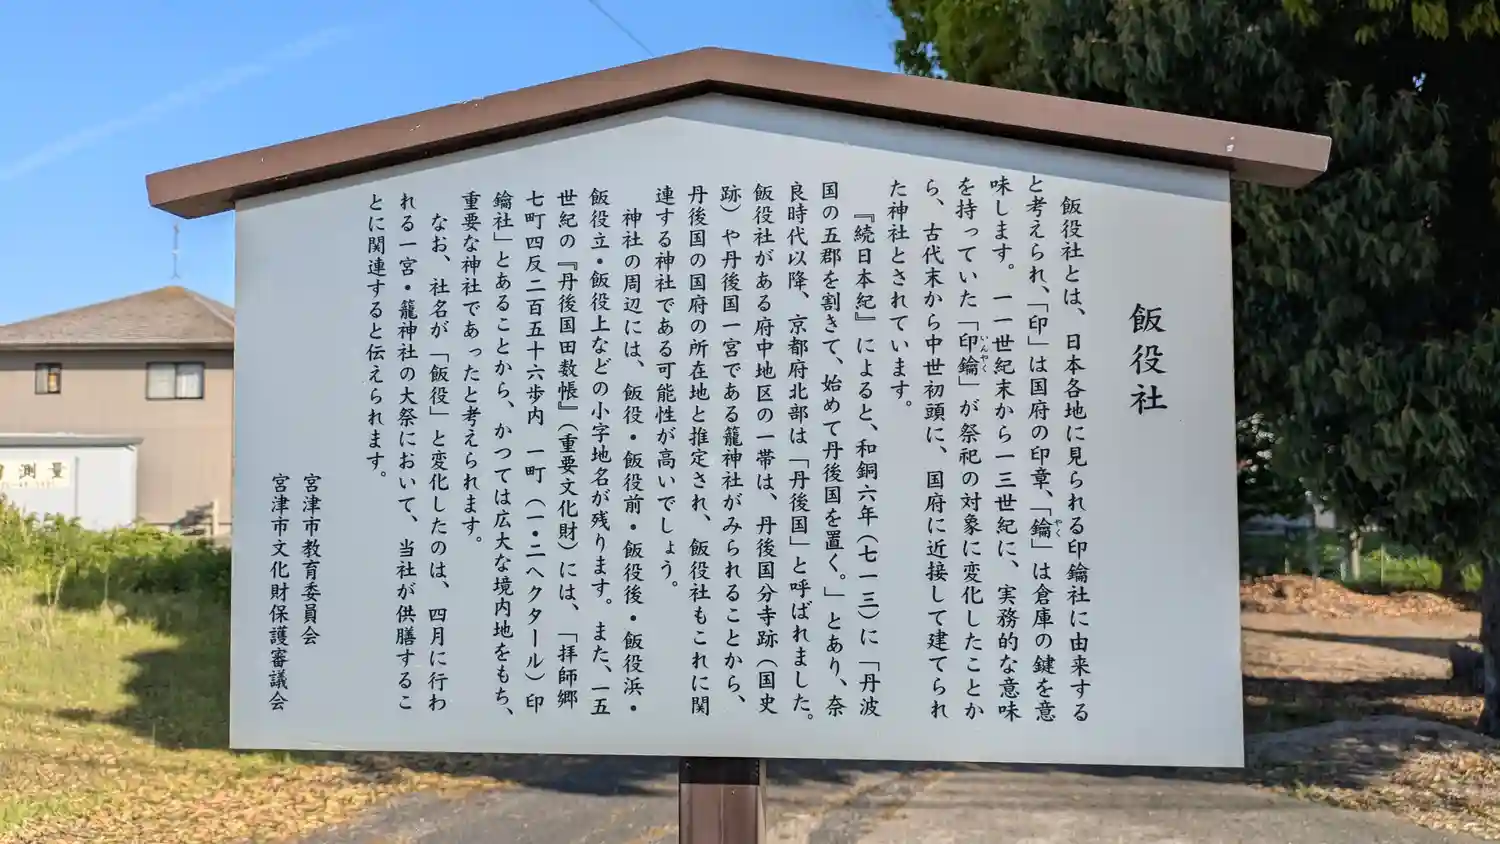 飯役社
飯役社とは、日本各地に見られる印鑰社に由来する
と考えられ、「印」は国府の印章、「鑰」は倉庫の鍵を意
やく
味します。一一世紀末から一三世紀に、実務的な意味
を持っていた「印鑰」が祭祀の対象に変化したことか
いんやく
ら、古代末から中世初頭に、国府に近接して建てられ
た神社とされています。
『続日本紀』によると、和銅六年（七一三）に「丹波
国の五郡を割きて、始めて丹後国を置く。」とあり、奈
良時代以降、京都府北部は「丹後国」と呼ばれました。
飯役社がある府中地区の一帯は、丹後国分寺跡（国史
跡）や丹後国一宮である籠神社がみられることから、
丹後国の国府の所在地と推定され、飯役社もこれに関
連する神社である可能性が高いでしょう。
神社の周辺には、飯役・飯役前・飯役後・飯役浜・
飯役立・飯役上などの小字地名が残ります。また、一五
世紀の『丹後国田数帳』（重要文化財）には、「拝師郷
七町四反二百五十六歩内 一町（一・二ヘクタール）印
鑰社」とあることから、かつては広大な境内地をもち、
重要な神社であったと考えられます。
なお、社名が「飯役」と変化したのは、四月に行わ
れる一宮・籠神社の大祭において、当社が供膳するこ
とに関連すると伝えられます。
宮津市教育委員会
宮津市文化財保護審議会
測量